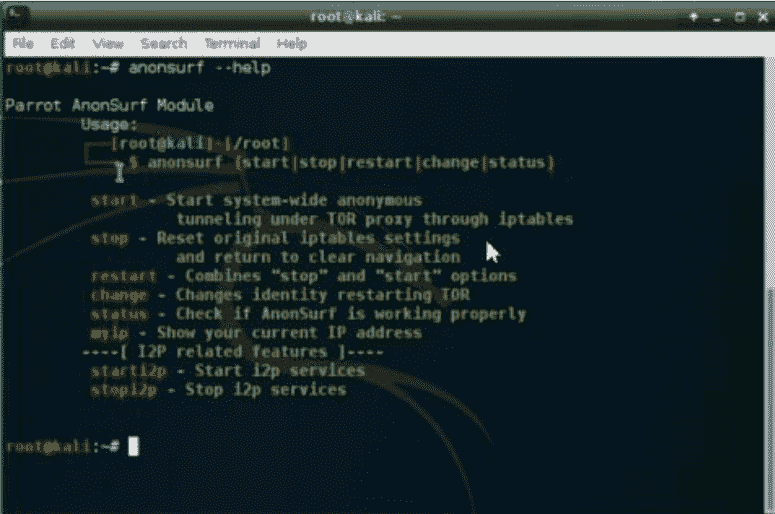 root@kali: ~
File Edit View Search Terminal Help
root@kali:~# anonsurf --help
Parrot AnonSurf Module
Usage:
[root@kali]-[/root]
$ anonsurf {start|stop|restart|change|status}
start - Start system-wide anonymous
tunneling under TOR proxy through iptables
stop - Reset original iptables settings
and return to clear navigation
restart - Combines "stop" and "start" options
change - Changes identity restarting TOR
status - Check if AnonSurf is working properly
myip - Show your current IP address
----[ I2P related features ]----
starti2p - Start i2p services
stopi2p - Stop i2p services
root@kali:~#